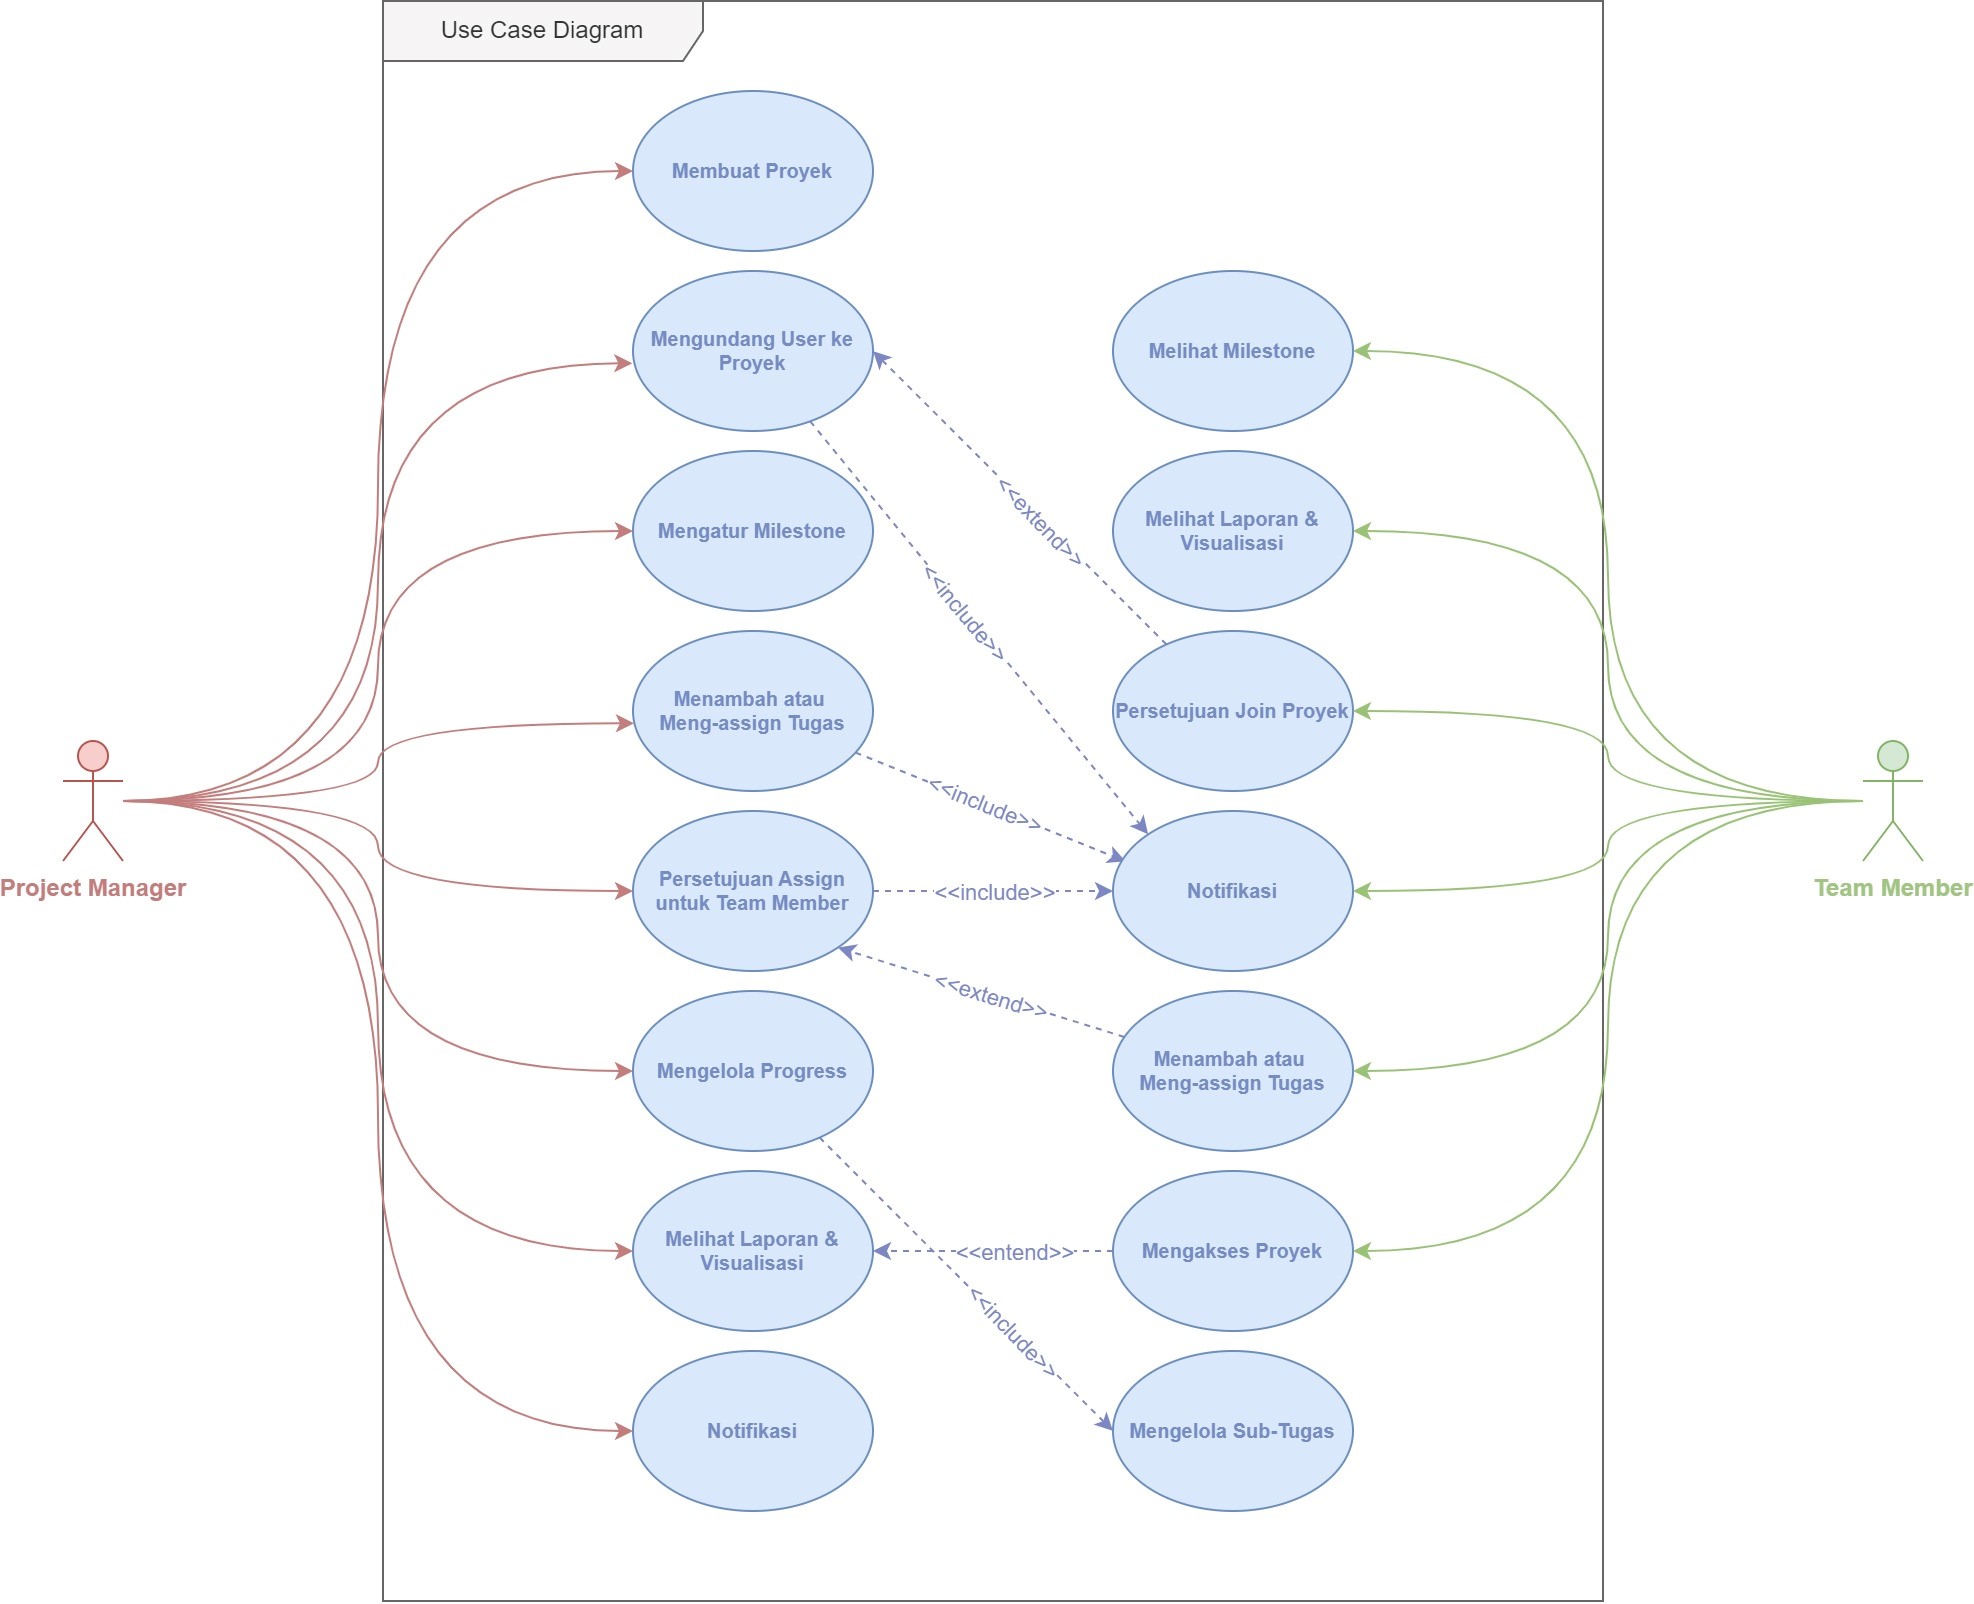 Use Case Diagram
Membuat Proyek
Mengundang User ke
Proyek
Melihat Milestone
<<extend>>
Mengatur Milestone
Melihat Laporan &
Visualisasi
<<include>>
Menambah atau
Meng-assign Tugas
Persetujuan Join Proyek
<<include>>
Project Manager
Persetujuan Assign
untuk Team Member
<<include>>
Notifikasi
Team Member
<<extend>>
Mengelola Progress
Menambah atau
Meng-assign Tugas
Melihat Laporan &
Visualisasi
<<entend>>
Mengakses Proyek
<<include>>
Notifikasi
Mengelola Sub-Tugas